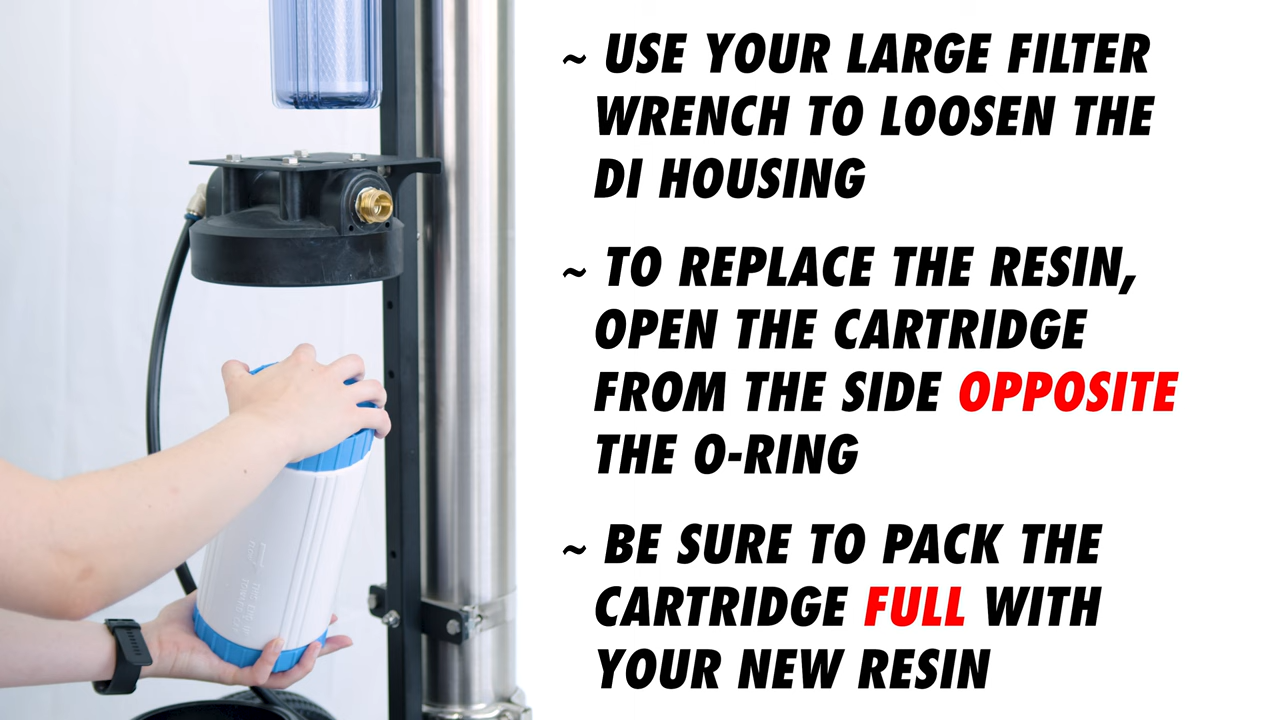 ~ USE YOUR LARGE FILTER
WRENCH TO LOOSEN THE
DI HOUSING
~ TO REPLACE THE RESIN,
OPEN THE CARTRIDGE
FROM THE SIDE OPPOSITE
THE O-RING
~ BE SURE TO PACK THE
CARTRIDGE FULL WITH
YOUR NEW RESIN